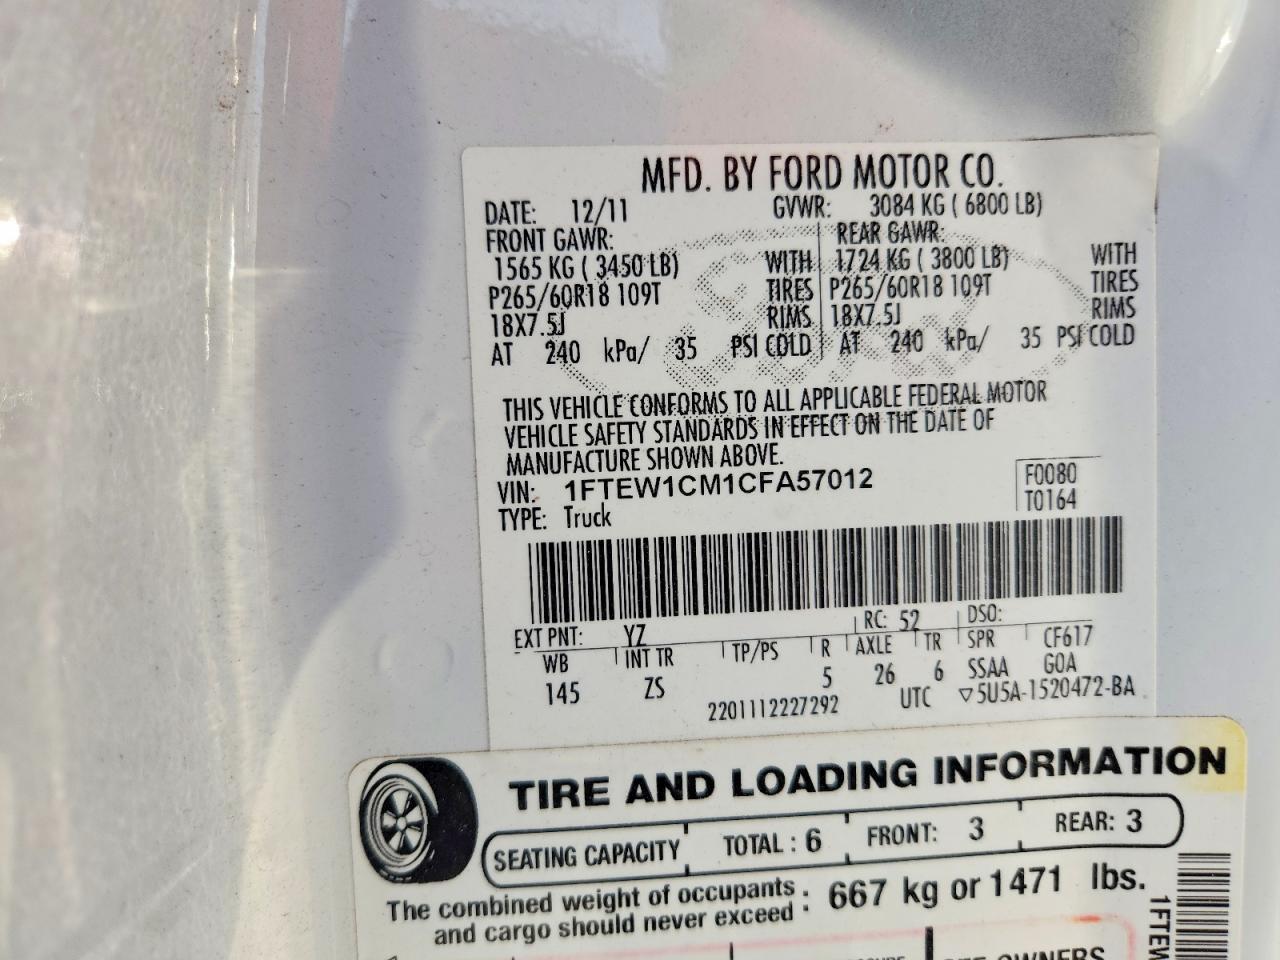 MFD. BY FORD MOTOR CO.
DATE: 12/11 GVWR: 3084 KG ( 6800 LB)
FRONT GAWR: REAR GAWR:
1565 KG ( 3450 LB) WITH 1724 KG ( 3800 LB) WITH
P265/60R18 109T TIRES P265/60R18 109T TIRES
18X7.5J RIMS 18X7.5J RIMS
AT 240 kPa/ 35 PSI COLD AT 240 kPa/ 35 PSI COLD
THIS VEHICLE CONFORMS TO ALL APPLICABLE FEDERAL MOTOR
VEHICLE SAFETY STANDARDS IN EFFECT ON THE DATE OF
MANUFACTURE SHOWN ABOVE.
VIN: 1FTEW1CM1CFA57012 F0080
TYPE: Truck T0164
EXT PNT: YZ RC: 52 DSO:
WB INT TR TP/PS R AXLE TR SPR CF617
145 ZS 5 26 6 SSAA GOA
2201112227292 UTC ▽5U5A-1520472-BA
TIRE AND LOADING INFORMATION
SEATING CAPACITY TOTAL : 6 FRONT: 3 REAR: 3
The combined weight of occupants : 667 kg or 1471 lbs.
and cargo should never exceed :
1FTEW
OWNERS